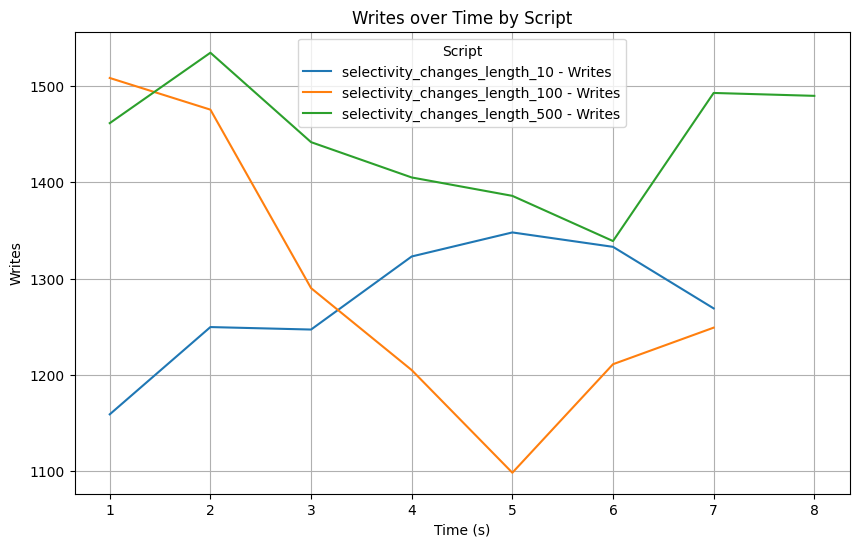 Writes over Time by Script
Script
selectivity_changes_length_10 - Writes
selectivity_changes_length_100 - Writes
selectivity_changes_length_500 - Writes
Writes
1500
1400
1300
1200
1100
1 2 3 4 5 6 7 8
Time (s)